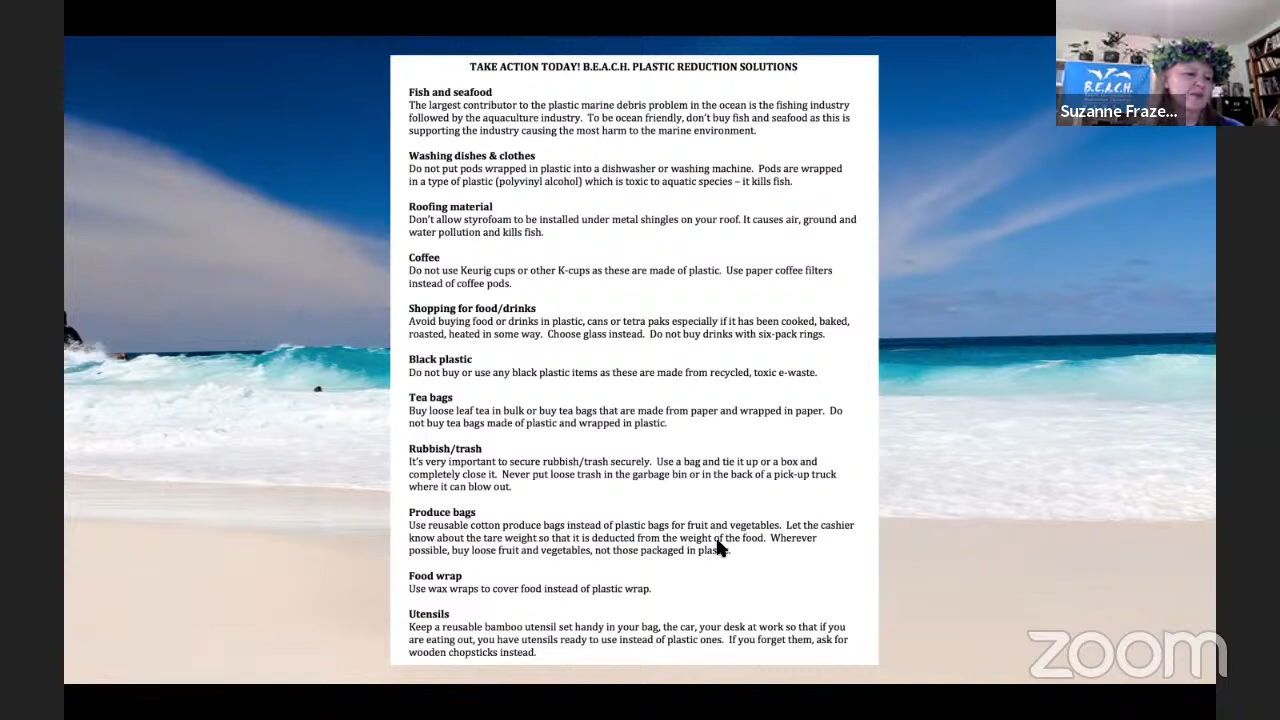 TAKE ACTION TODAY! B.E.A.C.H. PLASTIC REDUCTION SOLUTIONS
Fish and seafood
The largest contributor to the plastic marine debris problem in the ocean is the fishing industry
followed by the aquaculture industry. To be ocean friendly, don't buy fish and seafood as this is
supporting the industry causing the most harm to the marine environment.
Washing dishes & clothes
Do not put pods wrapped in plastic into a dishwasher or washing machine. Pods are wrapped
in a type of plastic (polyvinyl alcohol) which is toxic to aquatic species – it kills fish.
Roofing material
Don't allow styrofoam to be installed under metal shingles on your roof. It causes air, ground and
water pollution and kills fish.
Coffee
Do not use Keurig cups or other K-cups as these are made of plastic. Use paper coffee filters
instead of coffee pods.
Shopping for food/drinks
Avoid buying food or drinks in plastic, cans or tetra paks especially if it has been cooked, baked,
roasted, heated in some way. Choose glass instead. Do not buy drinks with six-pack rings.
Black plastic
Do not buy or use any black plastic items as these are made from recycled, toxic e-waste.
Tea bags
Buy loose leaf tea in bulk or buy tea bags that are made from paper and wrapped in paper. Do
not buy tea bags made of plastic and wrapped in plastic.
Rubbish/trash
It's very important to secure rubbish/trash securely. Use a bag and tie it up or a box and
completely close it. Never put loose trash in the garbage bin or in the back of a pick-up truck
where it can blow out.
Produce bags
Use reusable cotton produce bags instead of plastic bags for fruit and vegetables. Let the cashier
know about the tare weight so that it is deducted from the weight of the food. Wherever
possible, buy loose fruit and vegetables, not those packaged in plastic.
Food wrap
Use wax wraps to cover food instead of plastic wrap.
Utensils
Keep a reusable bamboo utensil set handy in your bag, the car, your desk at work so that if you
are eating out, you have utensils ready to use instead of plastic ones. If you forget them, ask for
wooden chopsticks instead.
B.E.A.C.H.
Suzanne Fraze...
zoom